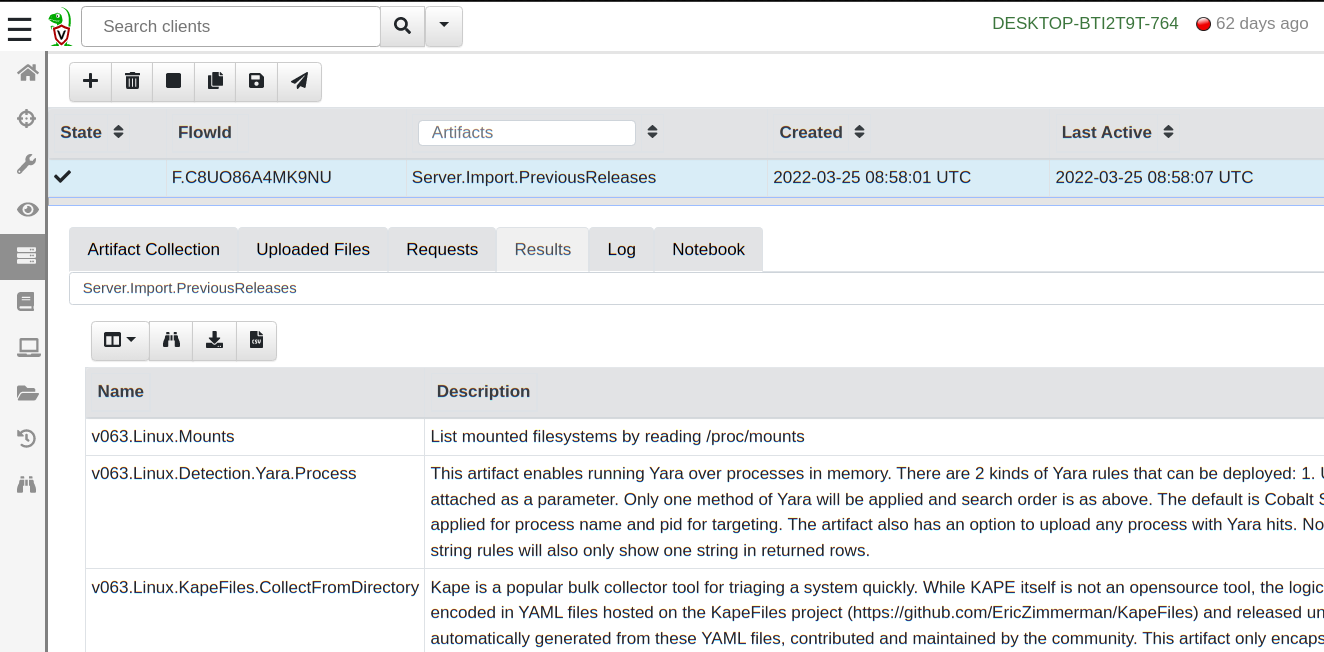 Search clients
DESKTOP-BTI2T9T-764 62 days ago
State FlowId Artifacts Created Last Active
F.C8UO86A4MK9NU Server.Import.PreviousReleases 2022-03-25 08:58:01 UTC 2022-03-25 08:58:07 UTC
Artifact Collection Uploaded Files Requests Results Log Notebook
Server.Import.PreviousReleases
Name Description
v063.Linux.Mounts List mounted filesystems by reading /proc/mounts
v063.Linux.Detection.Yara.Process This artifact enables running Yara over processes in memory. There are 2 kinds of Yara rules that can be deployed: 1.
attached as a parameter. Only one method of Yara will be applied and search order is as above. The default is Cobalt
applied for process name and pid for targeting. The artifact also has an option to upload any process with Yara hits. No
string rules will also only show one string in returned rows.
v063.Linux.KapeFiles.CollectFromDirectory Kape is a popular bulk collector tool for triaging a system quickly. While KAPE itself is not an opensource tool, the logic
encoded in YAML files hosted on the KapeFiles project (https://github.com/EricZimmerman/KapeFiles) and released un
automatically generated from these YAML files, contributed and maintained by the community. This artifact only encaps